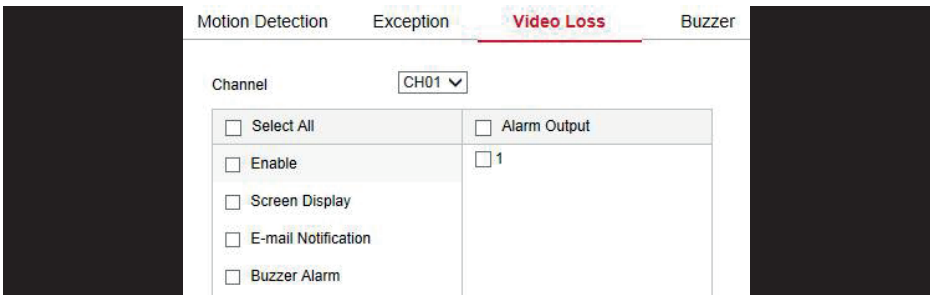 Motion Detection Exception Video Loss Buzzer
Channel CH01
Select All Alarm Output
Enable 1
Screen Display
E-mail Notification
Buzzer Alarm